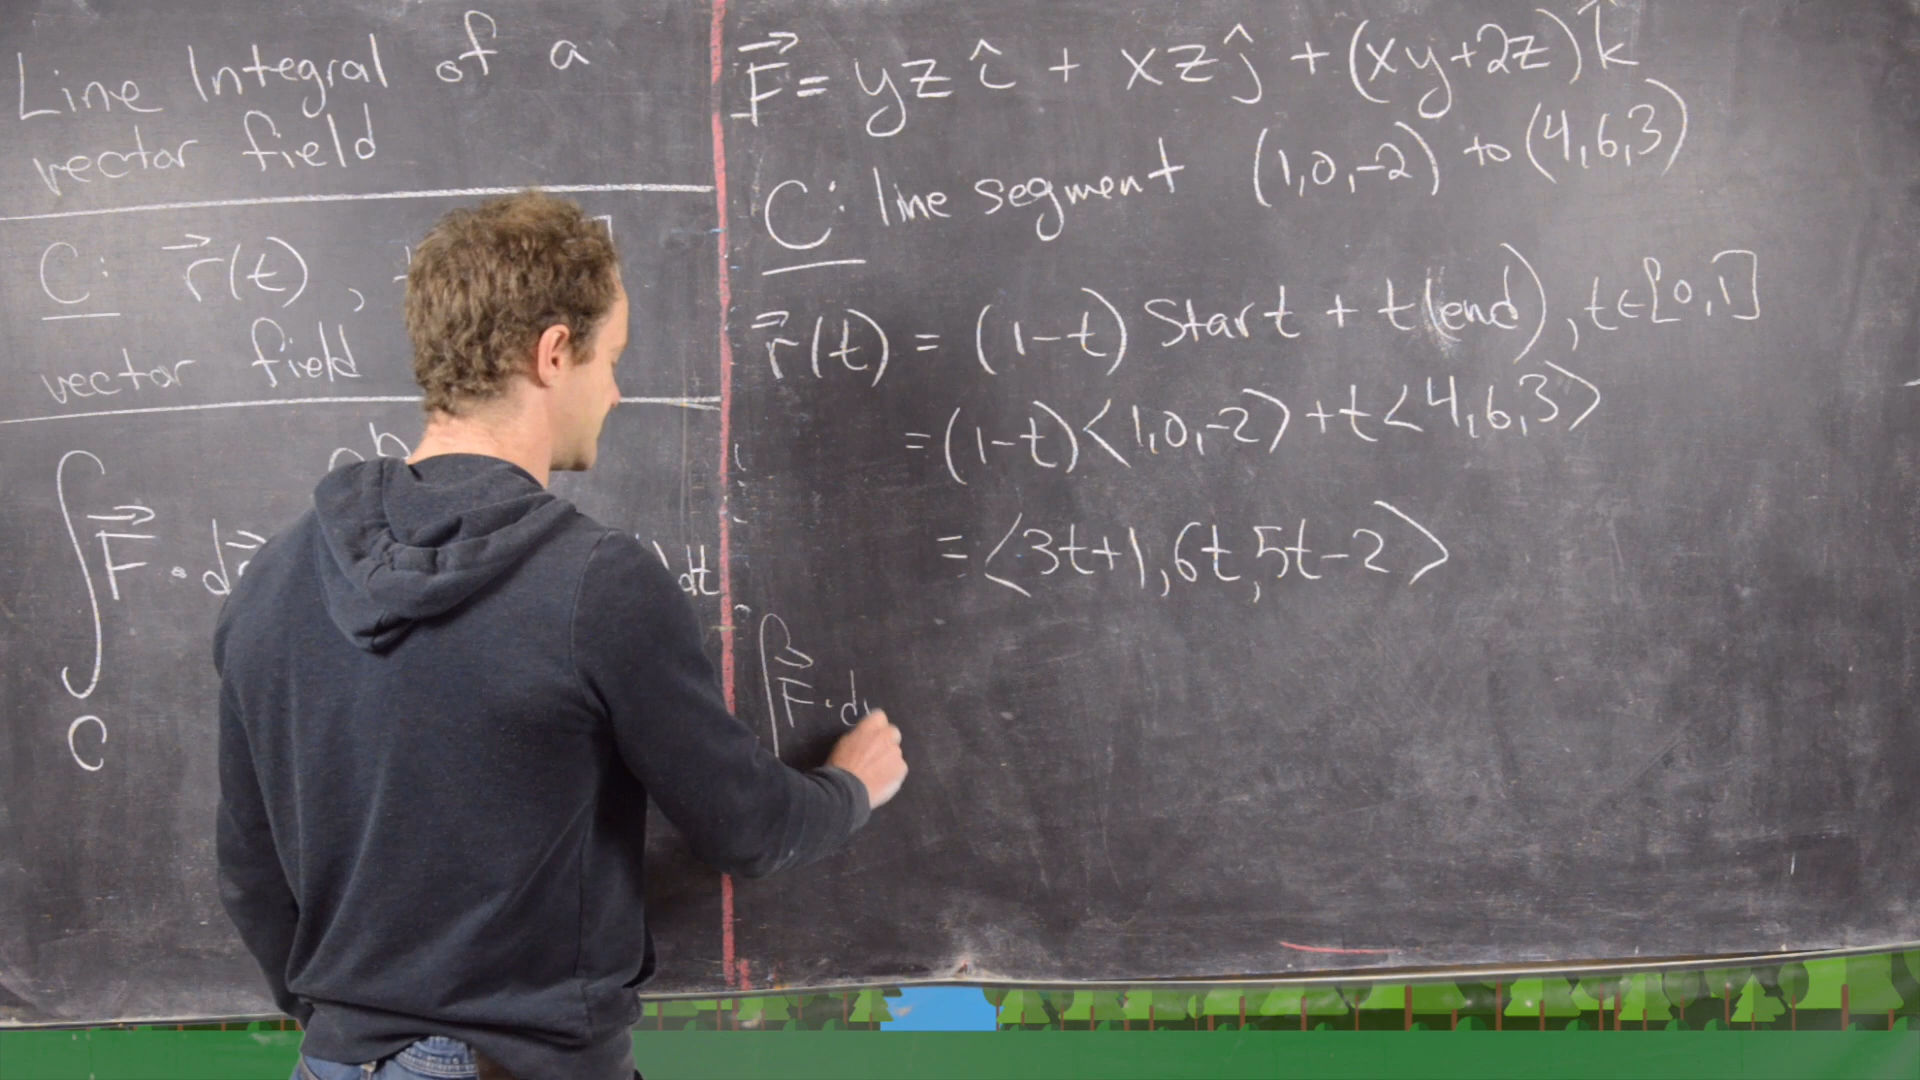 Line Integral of a
vector field
C: r⃗(t),
vector field
∫ F⃗ · d
C
dt
F⃗ = yz î + xz ĵ + (xy+2z) k̂
C: line segment (1,0,-2) to (4,6,3)
r⃗(t) = (1-t) Start + t(end), t∈[0,1]
= (1-t)<1,0,-2> + t<4,6,3>
= <3t+1, 6t, 5t-2>
∫ F⃗ · d